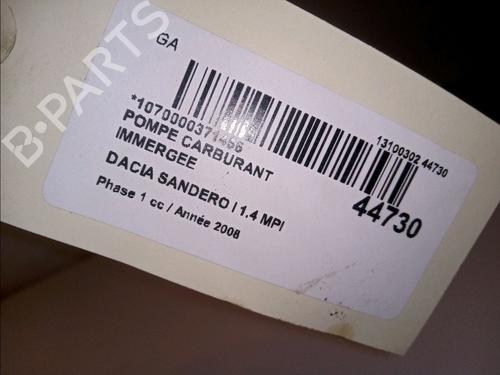 B-PARTS
GA
*1070000371466
13100302 44730
POMPE CARBURANT
IMMERGEE
44730
DACIA SANDERO I 1.4 MPI
Phase 1 cc / Année 2008